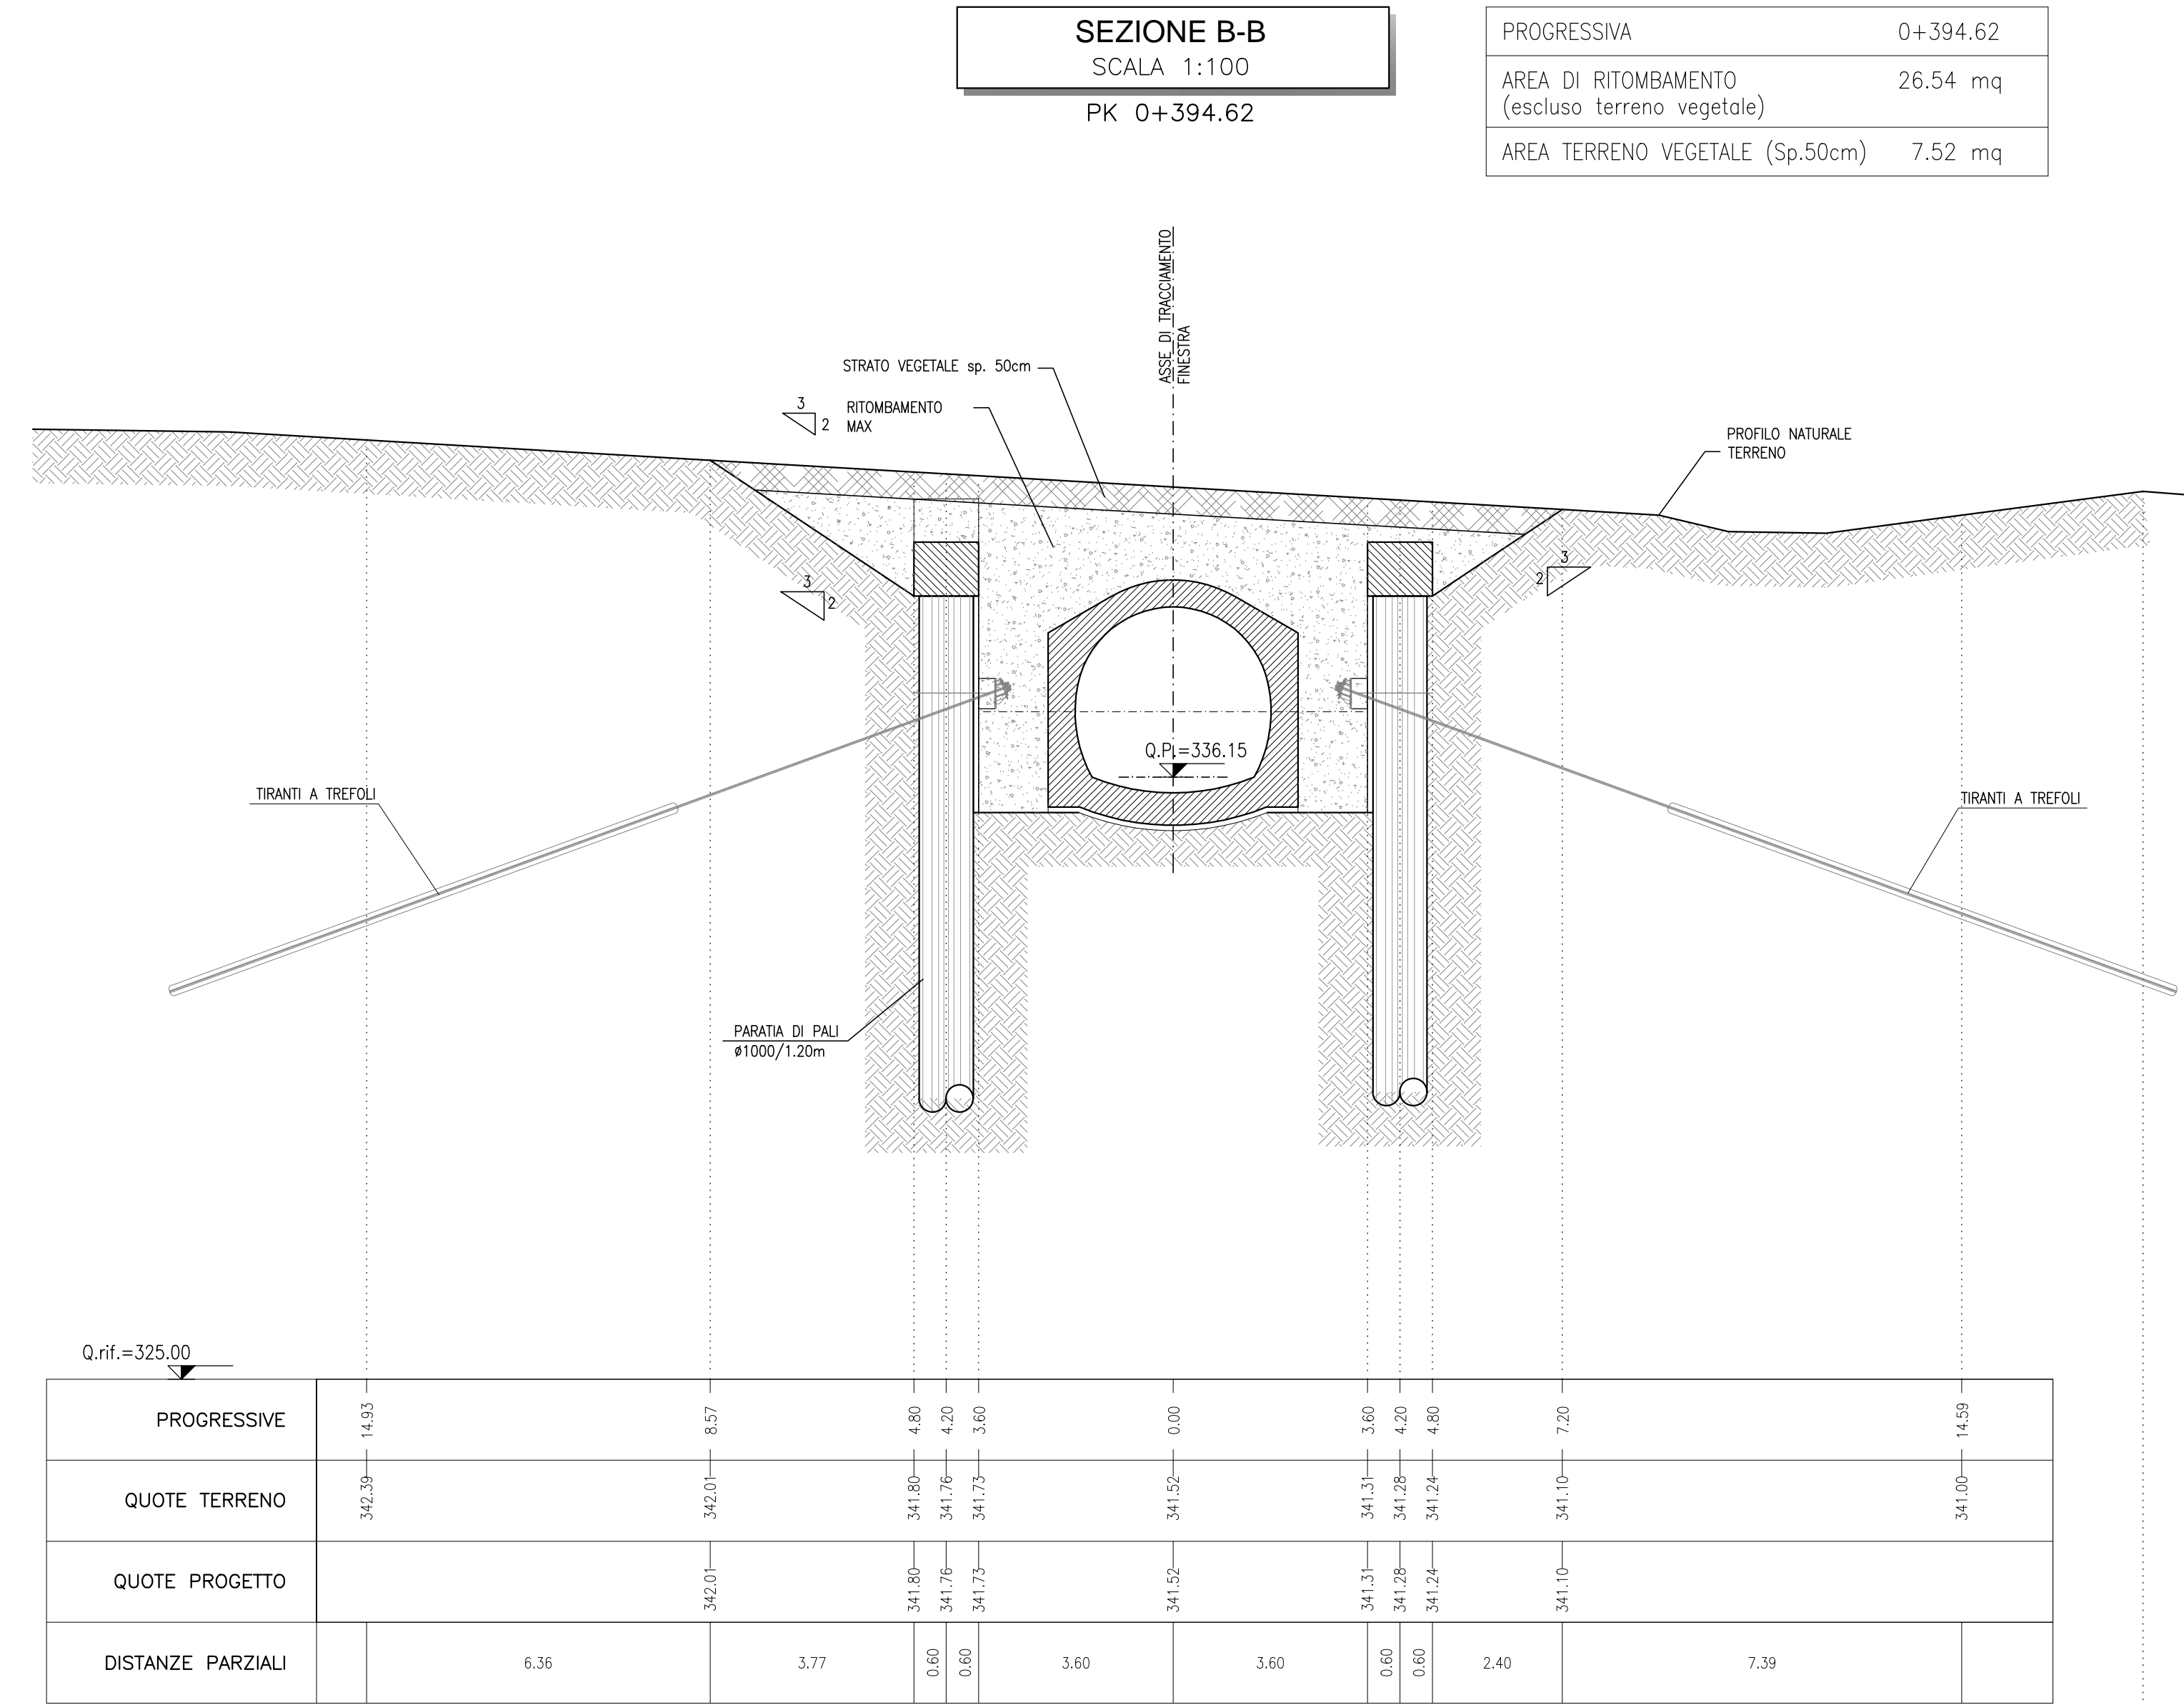 SEZIONE B-B
SCALA 1:100
PK 0+394.62
PROGRESSIVA 0+394.62
AREA DI RITOMBAMENTO 26.54 mq
(escluso terreno vegetale)
AREA TERRENO VEGETALE (Sp.50cm) 7.52 mq
ASSE DI TRACCIAMENTO
FINESTRA
STRATO VEGETALE sp. 50cm
3
2
RITOMBAMENTO
MAX
PROFILO NATURALE
TERRENO
3
2
3
2
Q.P.=336.15
TIRANTI A TREFOLI
TIRANTI A TREFOLI
PARATIA DI PALI
ø1000/1.20m
Q.rif.=325.00
PROGRESSIVE 14.93 8.57 4.80 4.20 3.60 0.00 3.60 4.20 4.80 7.20 14.59
QUOTE TERRENO 342.39 342.01 341.80 341.76 341.73 341.52 341.31 341.28 341.24 341.10 341.00
QUOTE PROGETTO 342.01 341.80 341.76 341.73 341.52 341.31 341.28 341.24 341.10
DISTANZE PARZIALI 6.36 3.77 0.60 0.60 3.60 3.60 0.60 0.60 2.40 7.39